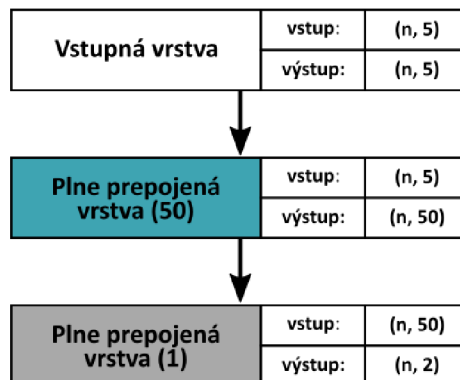 Vstupná vrstva
vstup:
(n, 5)
výstup:
(n, 5)
Plne prepojená
vrstva (50)
vstup:
(n, 5)
výstup:
(n, 50)
Plne prepojená
vrstva (1)
vstup:
(n, 50)
výstup:
(n, 2)